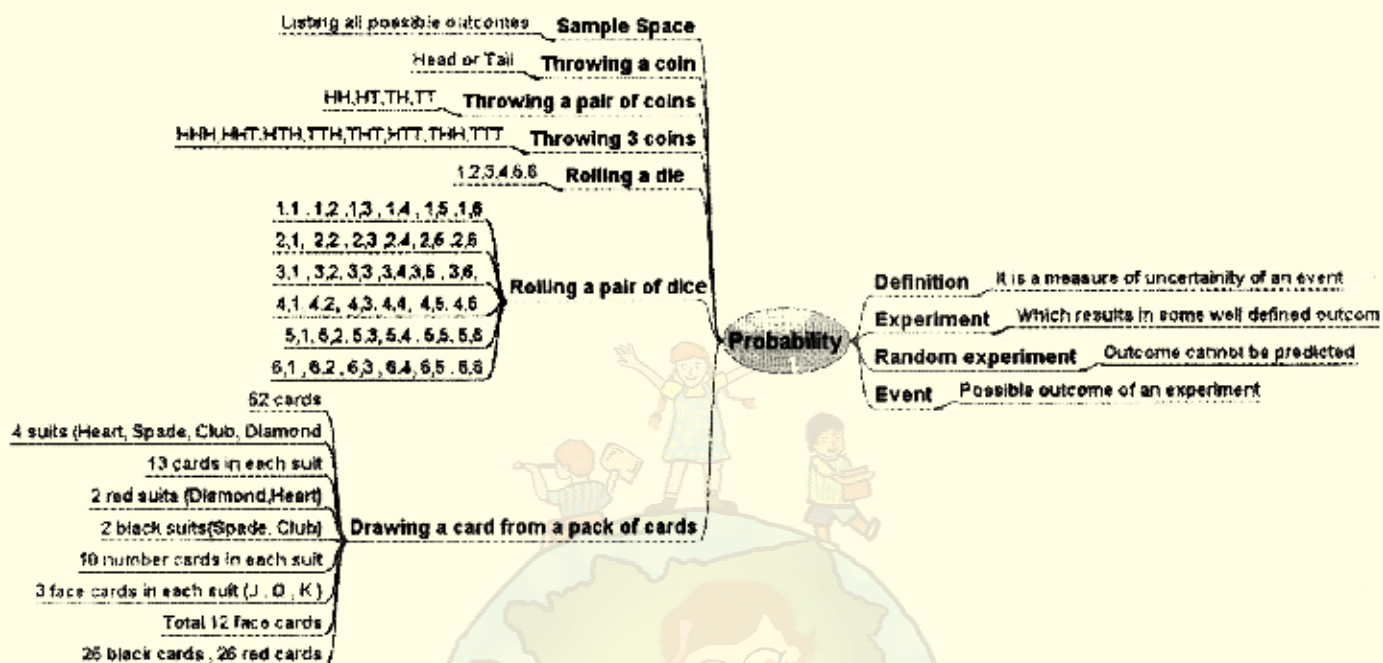 Listing all possible outcomes Sample Space
Head or Tail Throwing a coin
HH,HT,TH,TT Throwing a pair of coins
HHH,HHT,HTH,TTH,THT,HTT,THH,TTT Throwing 3 coins
1,2,3,4,5,6 Rolling a die
1,1 , 1,2 , 1,3 , 1,4 , 1,5 , 1,6
2,1, 2,2 , 2,3 , 2,4, 2,5 , 2,6
3,1 , 3,2, 3,3 , 3,4 3,5 , 3,6,
Rolling a pair of dice
4,1, 4,2, 4,3, 4,4, 4,5, 4,6
5,1, 5,2, 5,3, 5,4 , 5,5, 5,6
6,1 , 6,2 , 6,3 , 6,4, 6,5 , 6,6
Probability
1
Definition It is a measure of uncertainity of an event
Experiment Which results in some well defined outcom
Random experiment Outcome cannot be predicted
Event Possible outcome of an experiment
52 cards
4 suits (Heart, Spade, Club, Diamond
13 cards in each suit
2 red suits (Diamond,Heart)
2 black suits(Spade, Club)
Drawing a card from a pack of cards
10 number cards in each suit
3 face cards in each suit (J , Q , K )
Total 12 face cards
26 black cards , 26 red cards